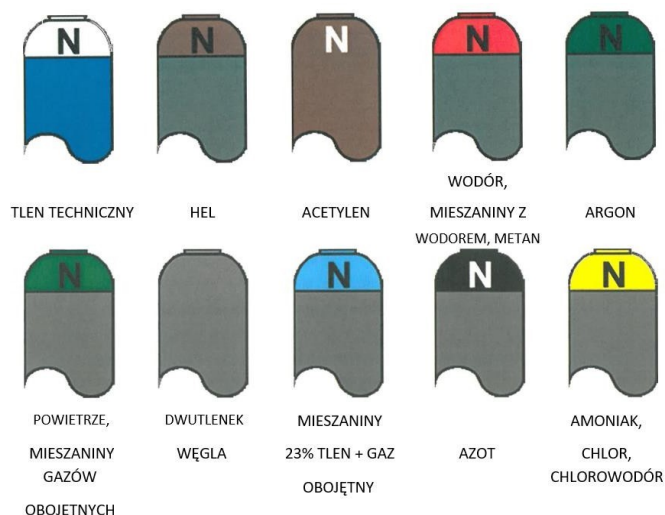 N N N N N
TLEN TECHNICZNY
HEL
ACETYLEN
WODÓR,
MIESZANINY Z
WODOREM, METAN
ARGON
N N N N
POWIETRZE,
MIESZANINY
GAZÓW
OBOJETNYCH
DWUTLENEK
WĘGLA
MIESZANINY
23% TLEN + GAZ
OBOJĘTNY
AZOT
AMONIAK,
CHLOR,
CHLOROWODÓR